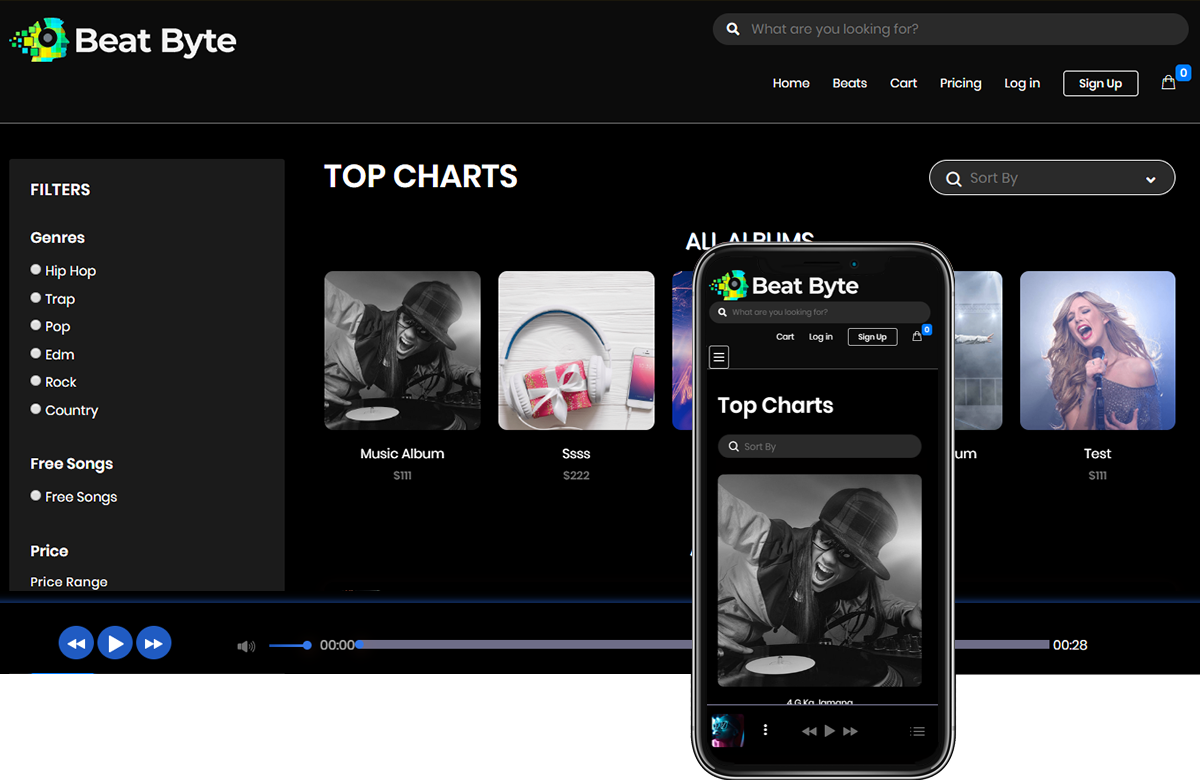 Beat Byte
What are you looking for?
Home Beats Cart Pricing Log in Sign Up 0
FILTERS
Genres
Hip Hop
Trap
Pop
Edm
Rock
Country
Free Songs
Free Songs
Price
Price Range
TOP CHARTS
Sort By
ALL ALBUMS
Music Album
$111
Ssss
$222
um
Test
$111
00:00
00:28
Beat Byte
What are you looking for?
Cart Log in Sign Up 0
Top Charts
Sort By
4 G Ka Jamana